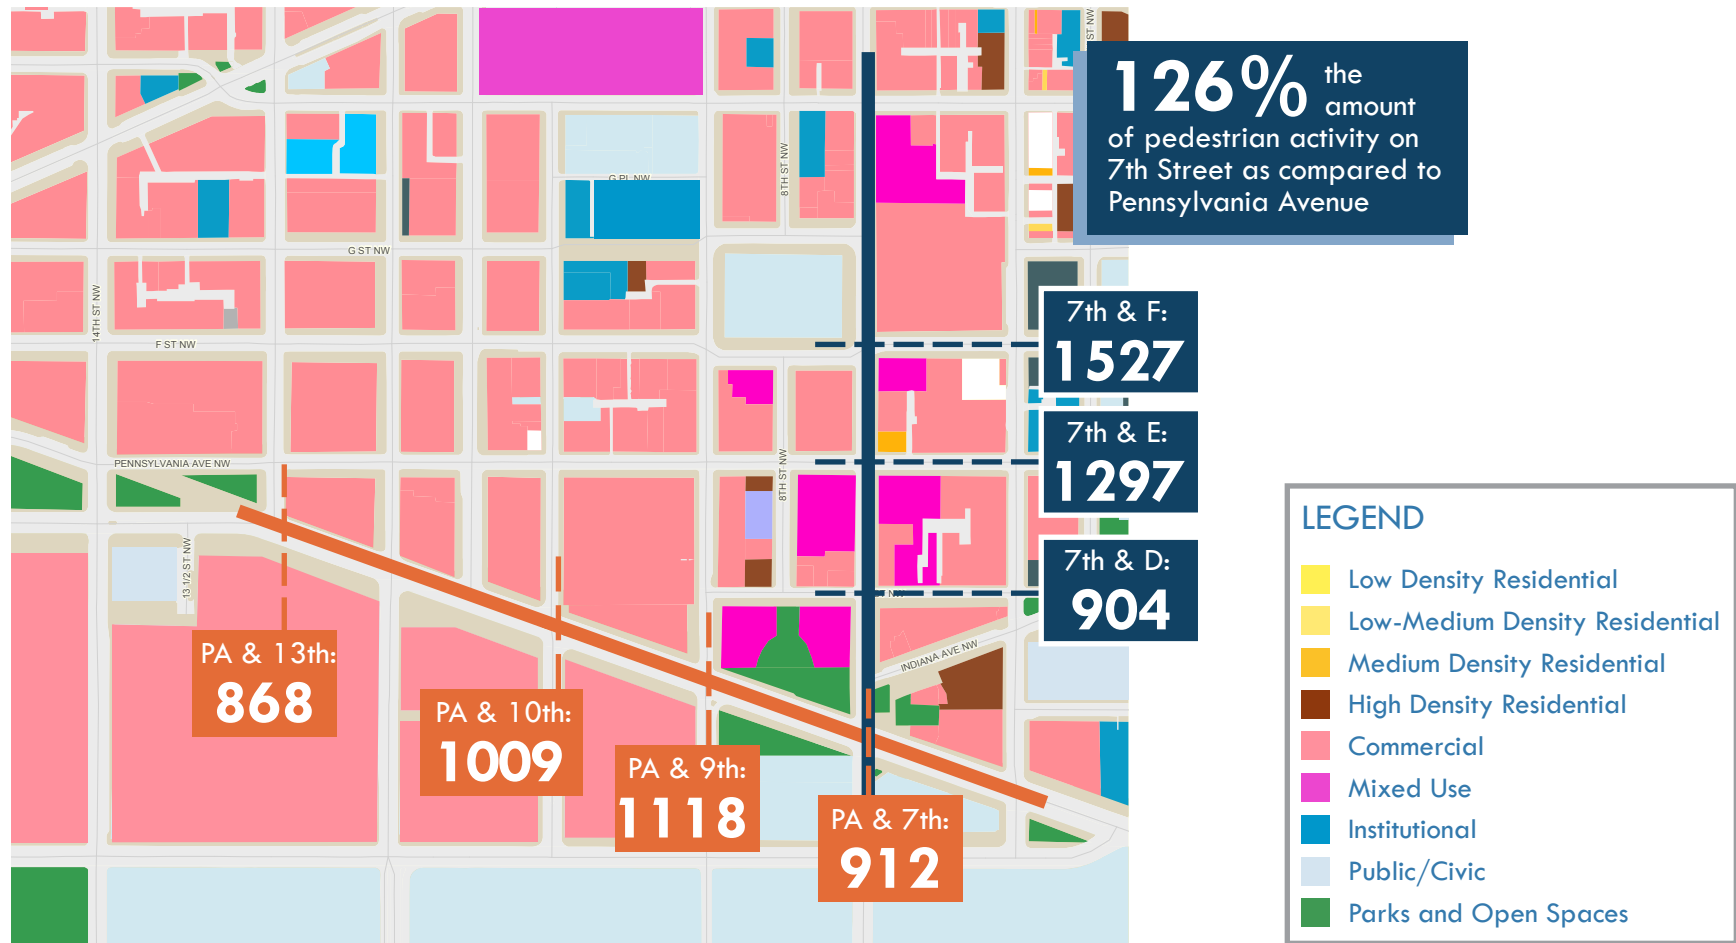 ST NW
126% the
amount
of pedestrian activity on
7th Street as compared to
Pennsylvania Avenue
8TH ST NW
G PL NW
G ST NW
14TH ST NW
F ST NW
7th & F:
1527
7th & E:
1297
PENNSYLVANIA AVE NW
8TH ST NW
13 1/2 ST NW
7th & D:
904
ST NW
INDIANA AVE NW
PA & 13th:
868
PA & 10th:
1009
PA & 9th:
1118
PA & 7th:
912
LEGEND
Low Density Residential
Low-Medium Density Residential
Medium Density Residential
High Density Residential
Commercial
Mixed Use
Institutional
Public/Civic
Parks and Open Spaces